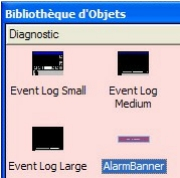 Bibliothèque d'Objets
Diagnostic
Event Log Small
Event Log Medium
Event Log Large
AlarmBanner